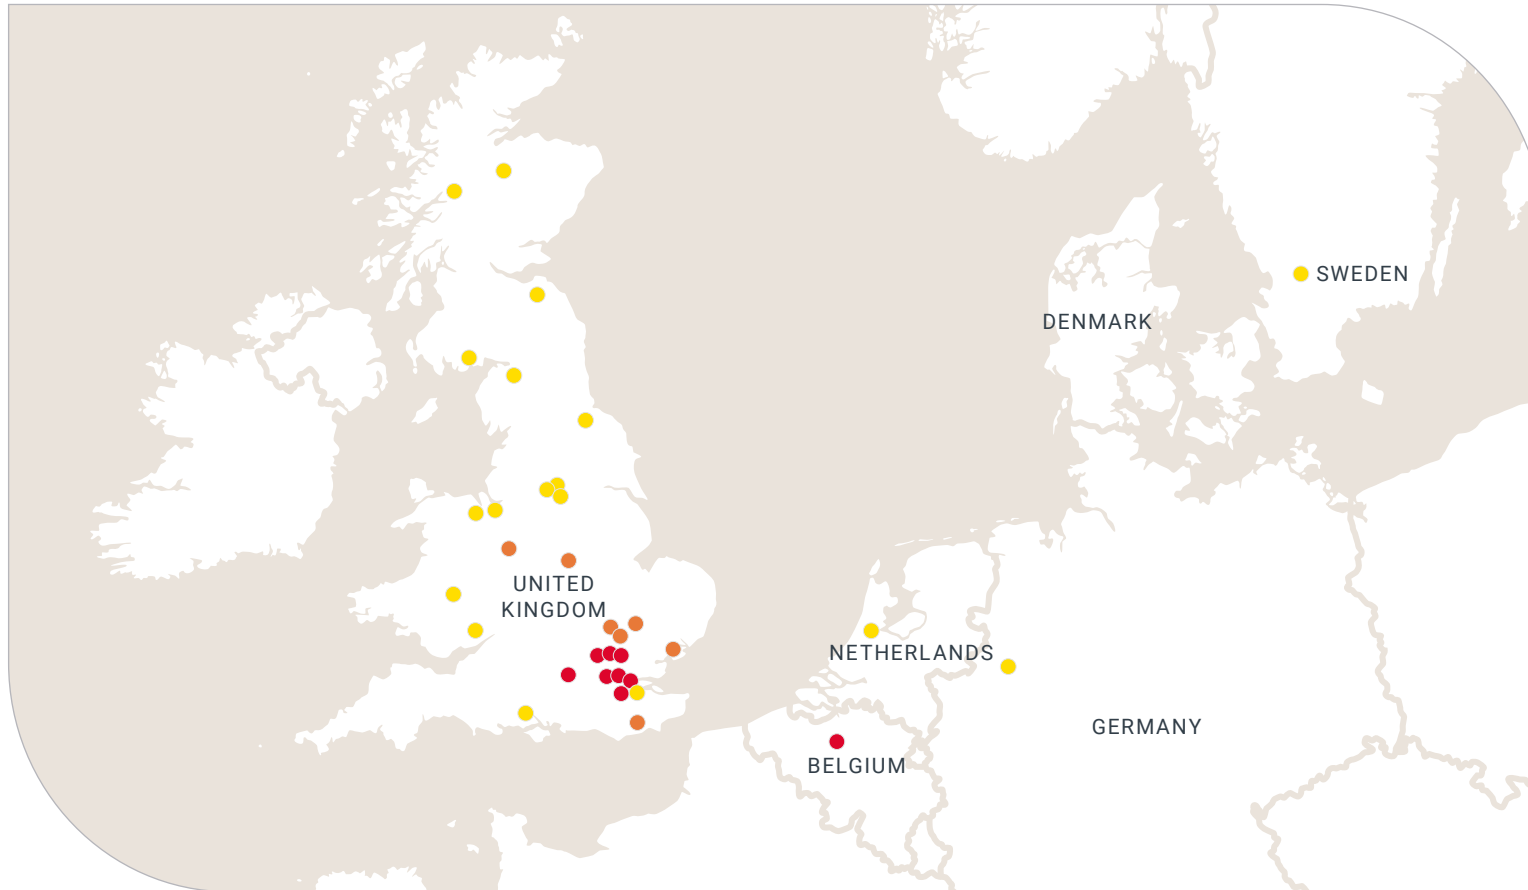 SWEDEN
DENMARK
UNITED
KINGDOM
NETHERLANDS
GERMANY
BELGIUM